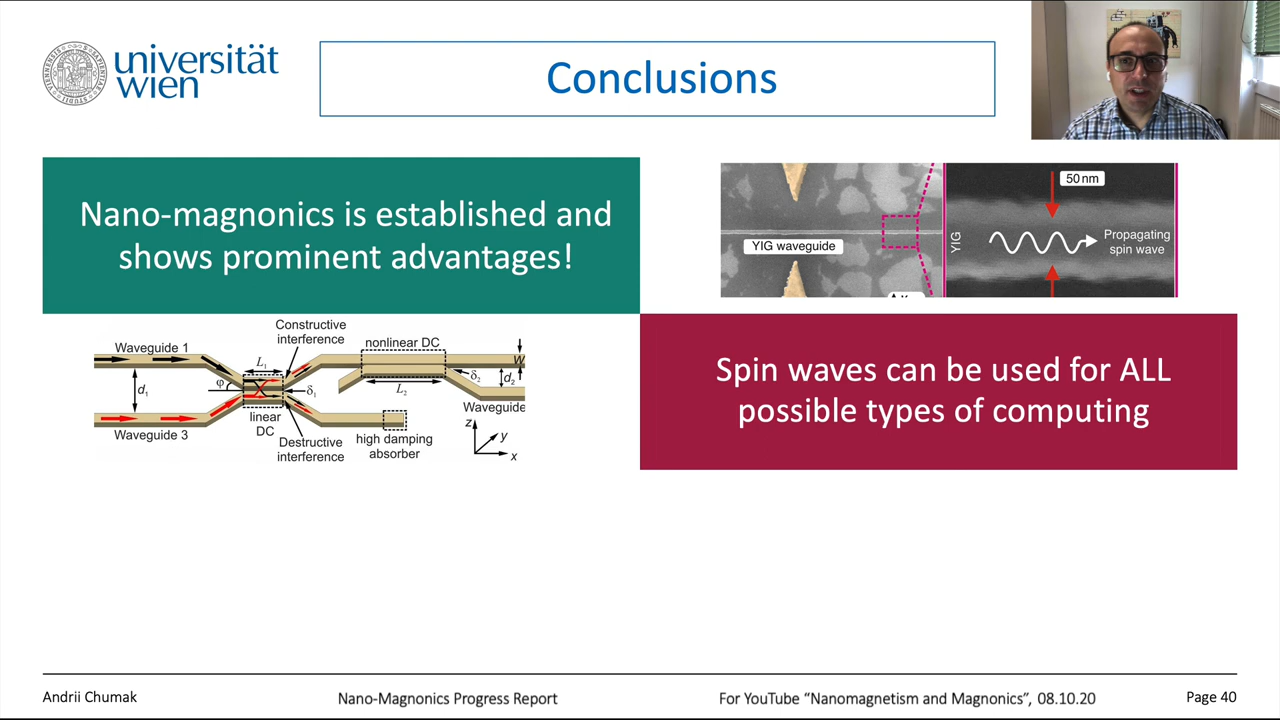 universität
wien
Conclusions
Nano-magnonics is established and
shows prominent advantages!
YIG waveguide
YIG
50 nm
Propagating
spin wave
Waveguide 1
d1
Waveguide 3
φ
L1
linear
DC
Constructive
interference
δ1
Destructive
interference
nonlinear DC
L2
δ2
w
d2
Waveguide
high damping
absorber
z
y
x
Spin waves can be used for ALL
possible types of computing
Andrii Chumak
Nano-Magnonics Progress Report
For YouTube “Nanomagnetism and Magnonics”, 08.10.20
Page 40